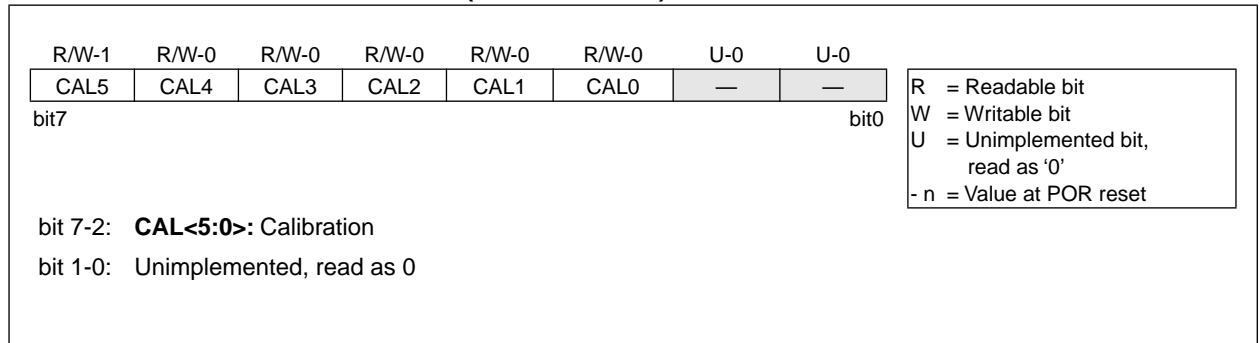 R/W-1 R/W-0 R/W-0 R/W-0 R/W-0 R/W-0 U-0 U-0
CAL5 CAL4 CAL3 CAL2 CAL1 CAL0 — —
bit7 bit0
R = Readable bit
W = Writable bit
U = Unimplemented bit,
read as ‘0’
- n = Value at POR reset
bit 7-2: CAL<5:0>: Calibration
bit 1-0: Unimplemented, read as 0